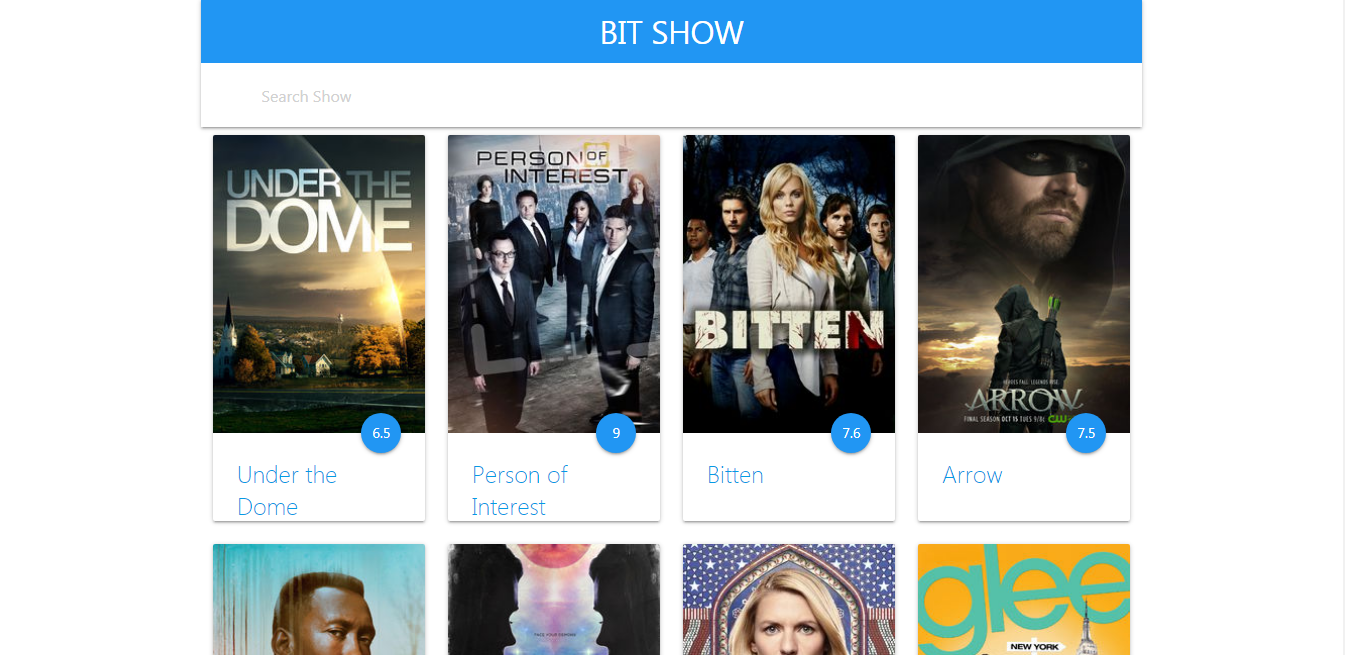 BIT SHOW
Search Show
UNDER THE
DOME
PERSON OF
INTEREST
BITTEN
HEROES FALL. LEGENDS RISE.
ARROW
FINAL SEASON OCT 15 TUES 9/8c CW
6.5
9
7.6
7.5
Under the
Dome
Person of
Interest
Bitten
Arrow
FACE YOUR DEMONS
glee
NEW YORK